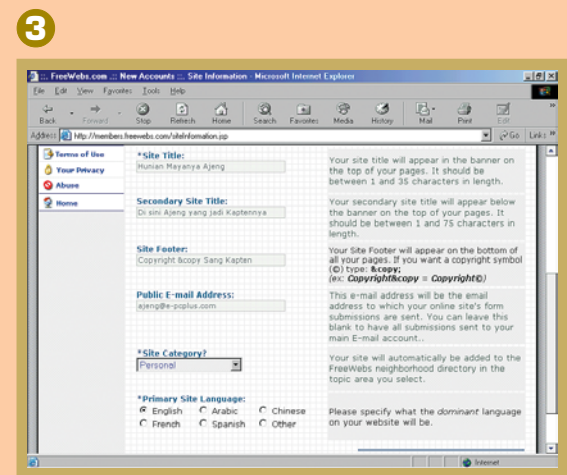 3
::. FreeWebs.com .:: New Accounts ::. Site Information - Microsoft Internet Explorer
File Edit View Favorites Tools Help
Back Forward Stop Refresh Home Search Favorites Media History Mail Print Edit
Address http://members.freewebs.com/siteInformation.jsp Go Links
Terms of Use
Your Privacy
Abuse
Home
*Site Title:
Hunian Mayanya Ajeng
Your site title will appear in the banner on
the top of your pages. It should be
between 1 and 35 characters in length.
Secondary Site Title:
Di sini Ajeng yang jadi Kaptennya
Your secondary site title will appear below
the banner on the top of your pages. It
should be between 1 and 75 characters in
length.
Site Footer:
Copyright &copy Sang Kapten
Your Site Footer will appear on the bottom of
all your pages. If you want a copyright symbol
(©) type: &copy;
(ex: Copyright&copy = Copyright©)
Public E-mail Address:
ajeng@e-pcplus.com
This e-mail address will be the email
address to which your online site's form
submissions are sent. You can leave this
blank to have all submissions sent to your
main E-mail account..
*Site Category?
Personal
Your site will automatically be added to the
FreeWebs neighborhood directory in the
topic area you select.
*Primary Site Language:
English Arabic Chinese
French Spanish Other
Please specify what the dominant language
on your website will be.
Internet